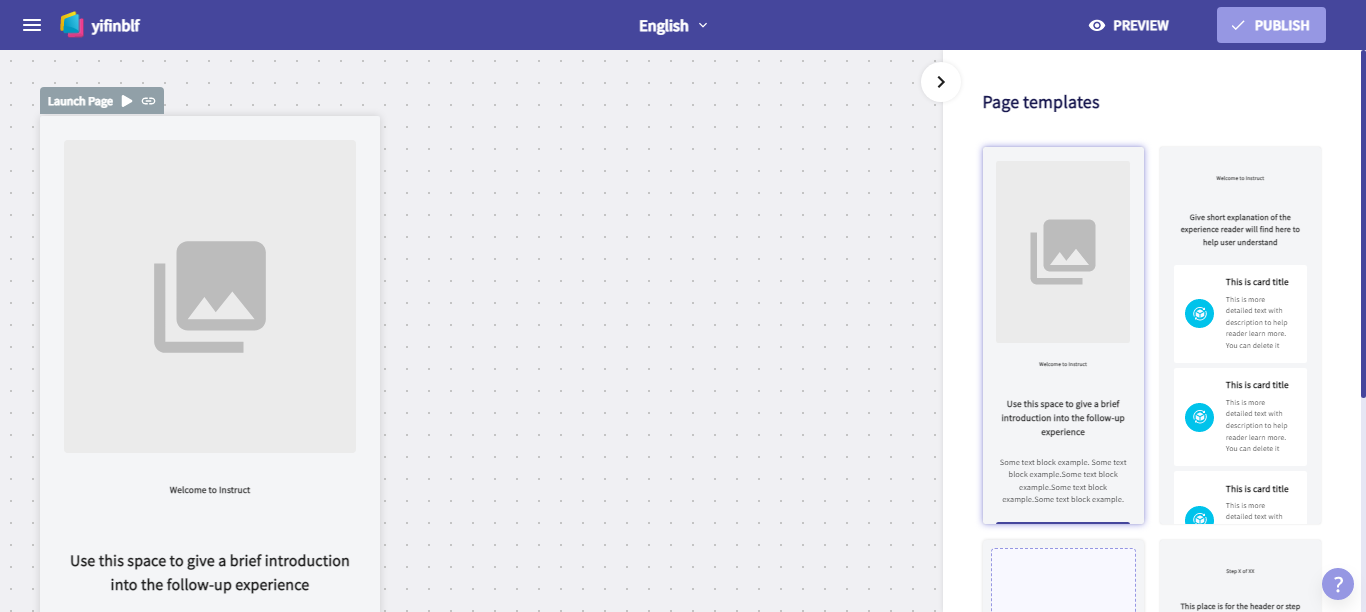 yifinblf
English
PREVIEW
PUBLISH
Launch Page
Welcome to Instruct
Use this space to give a brief introduction
into the follow-up experience
Page templates
Welcome to Instruct
Use this space to give a brief
introduction into the follow-up
experience
Some text block example. Some text
block example.Some text block
example.Some text block
example.Some text block example.
Welcome to Instruct
Give short explanation of the
experience reader will find here to
help user understand
This is card title
This is more
detailed text with
description to help
reader learn more.
You can delete it
This is card title
This is more
detailed text with
description to help
reader learn more.
You can delete it
This is card title
This is more
detailed text with
Step X of XX
This place is for the header or step
?